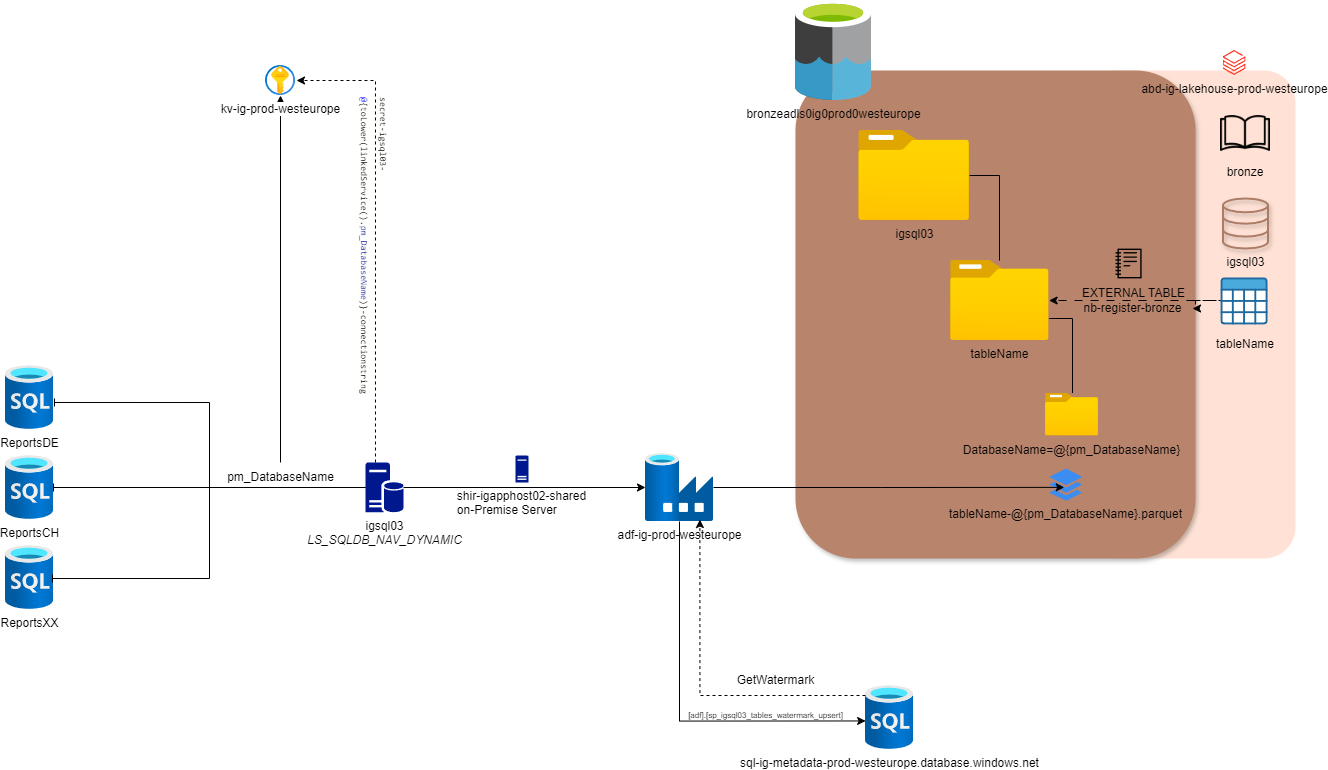 kv-ig-prod-westeurope
secret-igsql03-
@{toLower(linkedService().pm_DatabaseName)}-connectionstring
bronzeadls0ig0prod0westeurope
abd-ig-lakehouse-prod-westeurope
bronze
igsql03
igsql03
EXTERNAL TABLE
nb-register-bronze
tableName
tableName
DatabaseName=@{pm_DatabaseName}
tableName-@{pm_DatabaseName}.parquet
SQL
ReportsDE
SQL
ReportsCH
SQL
ReportsXX
pm_DatabaseName
igsql03
LS_SQLDB_NAV_DYNAMIC
shir-igapphost02-shared
on-Premise Server
adf-ig-prod-westeurope
GetWatermark
[adf].[sp_igsql03_tables_watermark_upsert]
SQL
sql-ig-metadata-prod-westeurope.database.windows.net